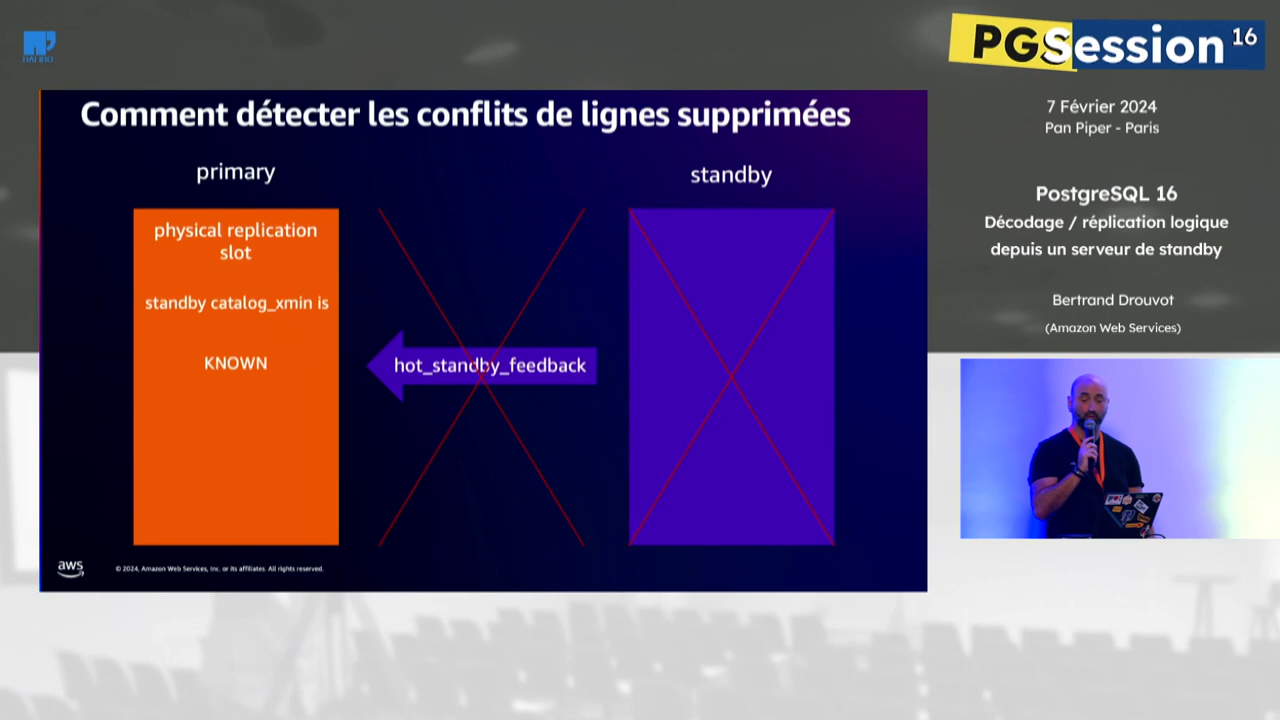 DALIBO
PGSession 16
7 Février 2024
Pan Piper - Paris
PostgreSQL 16
Décodage / réplication logique
depuis un serveur de standby
Bertrand Drouvot
(Amazon Web Services)
Comment détecter les conflits de lignes supprimées
primary
standby
physical replication
slot
standby catalog_xmin is
KNOWN
hot_standby_feedback
aws
© 2024, Amazon Web Services, Inc. or its affiliates. All rights reserved.